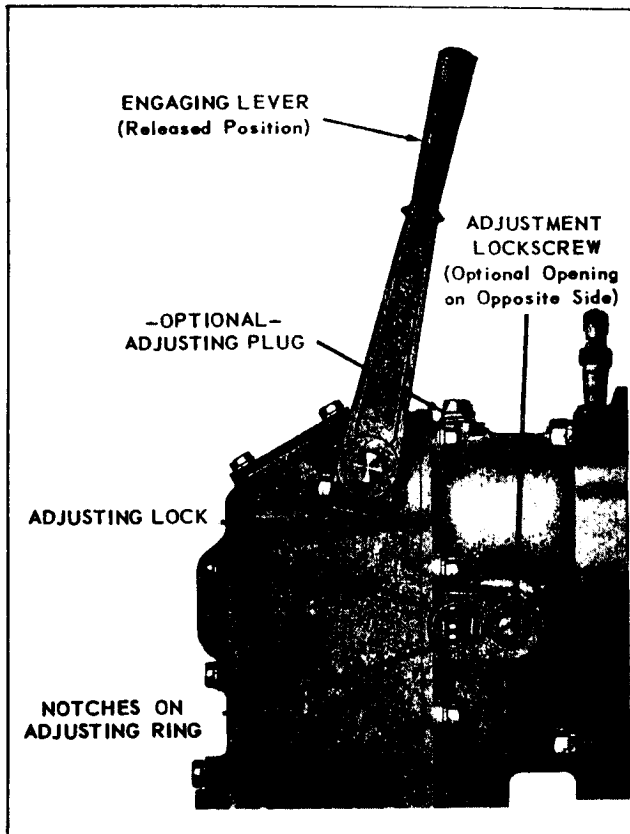 ENGAGING LEVER
(Released Position)
ADJUSTMENT
LOCKSCREW
(Optional Opening
on Opposite Side)
-OPTIONAL-
ADJUSTING PLUG
ADJUSTING LOCK
NOTCHES ON
ADJUSTING RING